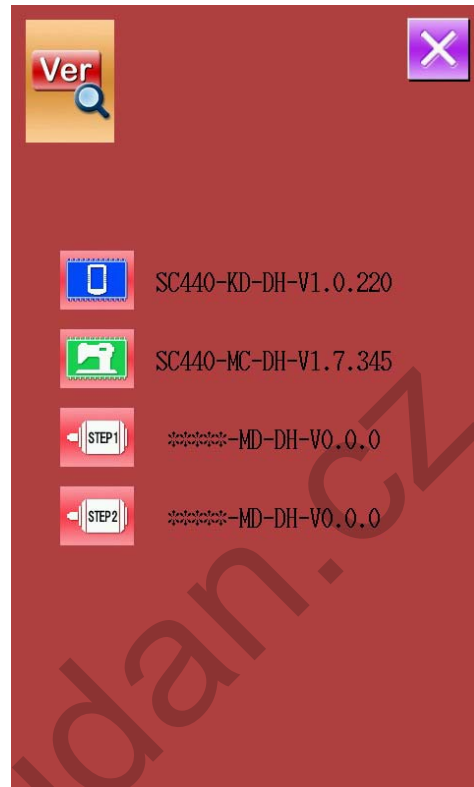 Ver
SC440-KD-DH-V1.0.220
SC440-MC-DH-V1.7.345
STEP1
*****-MD-DH-V0.0.0
STEP2
*****-MD-DH-V0.0.0
dan.cz